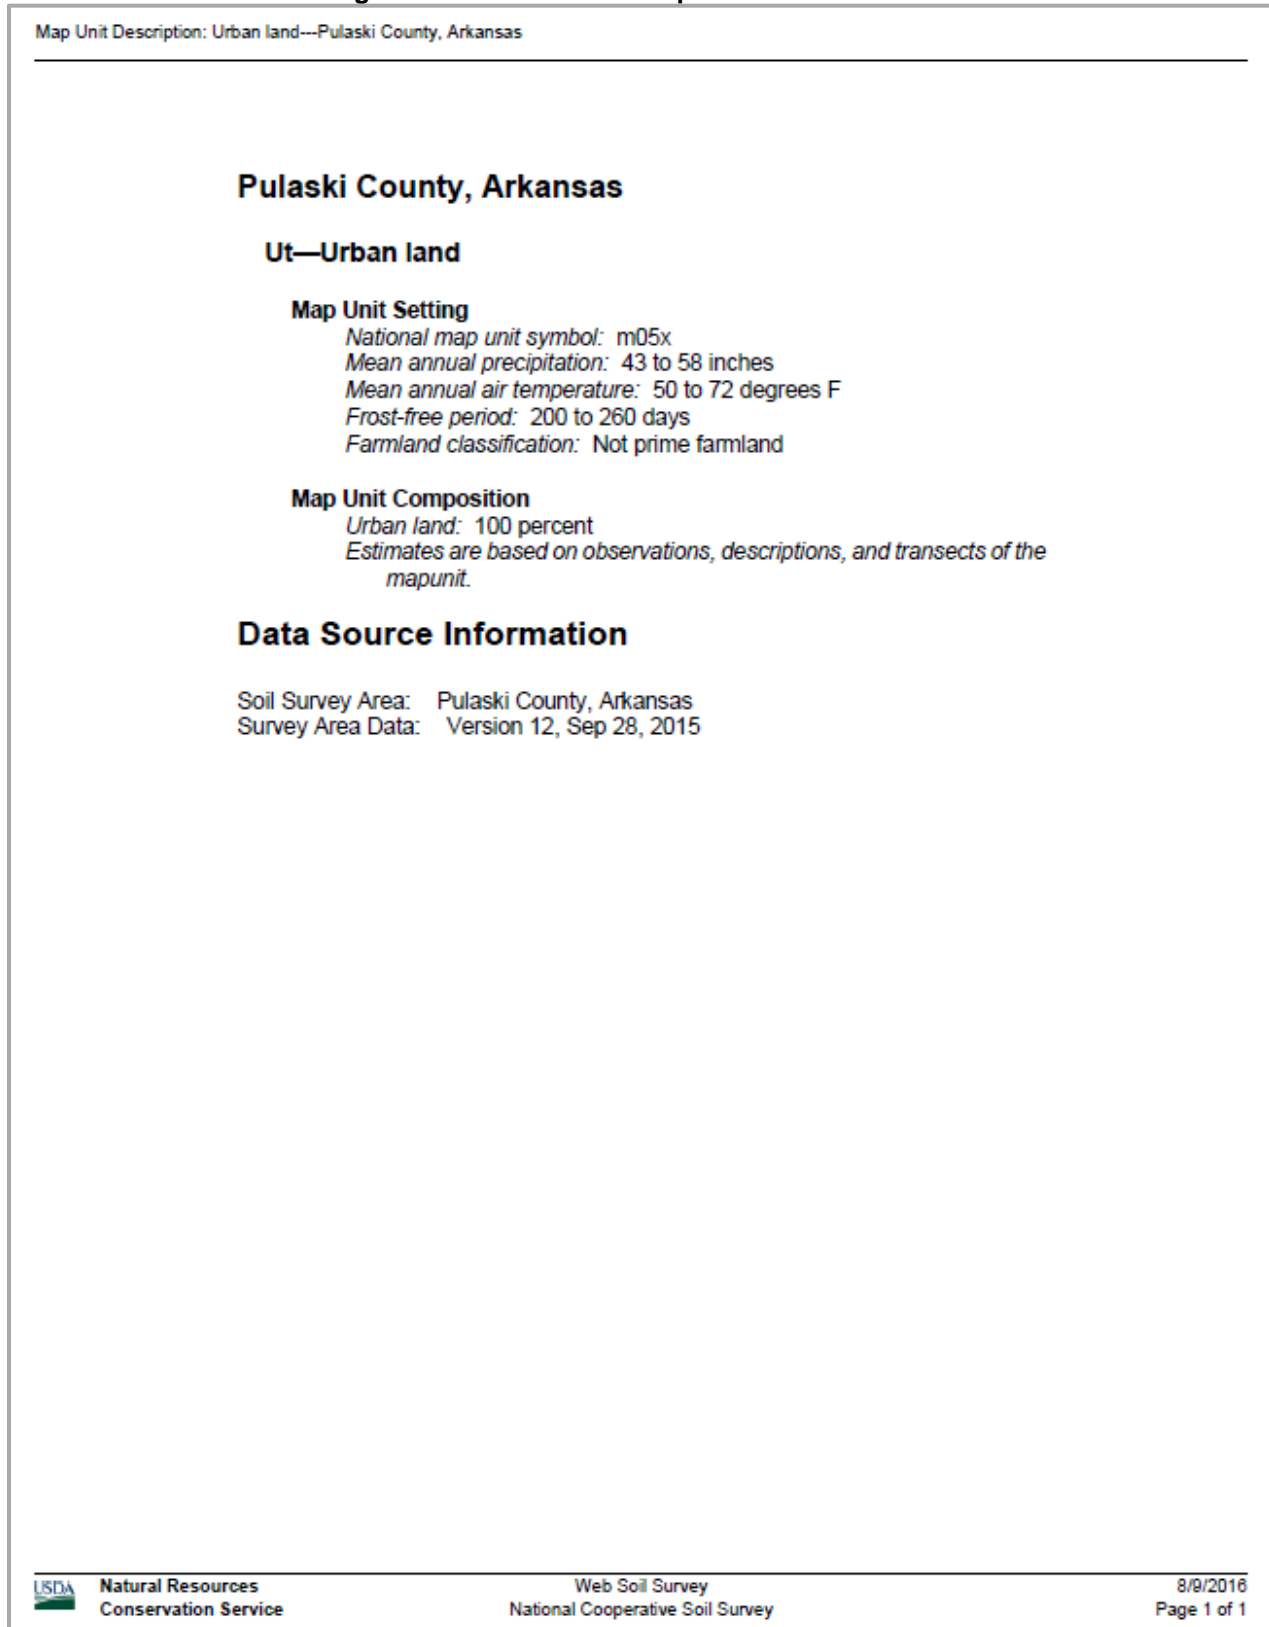 Map Unit Description: Urban land---Pulaski County, Arkansas
Pulaski County, Arkansas
Ut—Urban land
Map Unit Setting
National map unit symbol: m05x
Mean annual precipitation: 43 to 58 inches
Mean annual air temperature: 50 to 72 degrees F
Frost-free period: 200 to 260 days
Farmland classification: Not prime farmland
Map Unit Composition
Urban land: 100 percent
Estimates are based on observations, descriptions, and transects of the
mapunit.
Data Source Information
Soil Survey Area: Pulaski County, Arkansas
Survey Area Data: Version 12, Sep 28, 2015
USDA
Natural Resources
Conservation Service
Web Soil Survey
National Cooperative Soil Survey
8/9/2016
Page 1 of 1